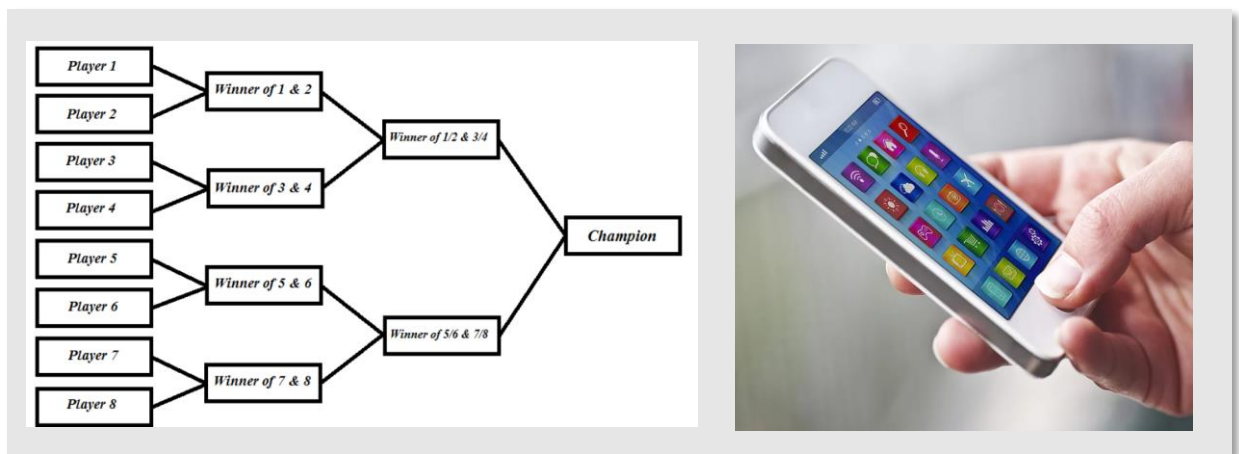 Player 1
Player 2
Player 3
Player 4
Player 5
Player 6
Player 7
Player 8
Winner of 1 & 2
Winner of 3 & 4
Winner of 5 & 6
Winner of 7 & 8
Winner of 1/2 & 3/4
Winner of 5/6 & 7/8
Champion